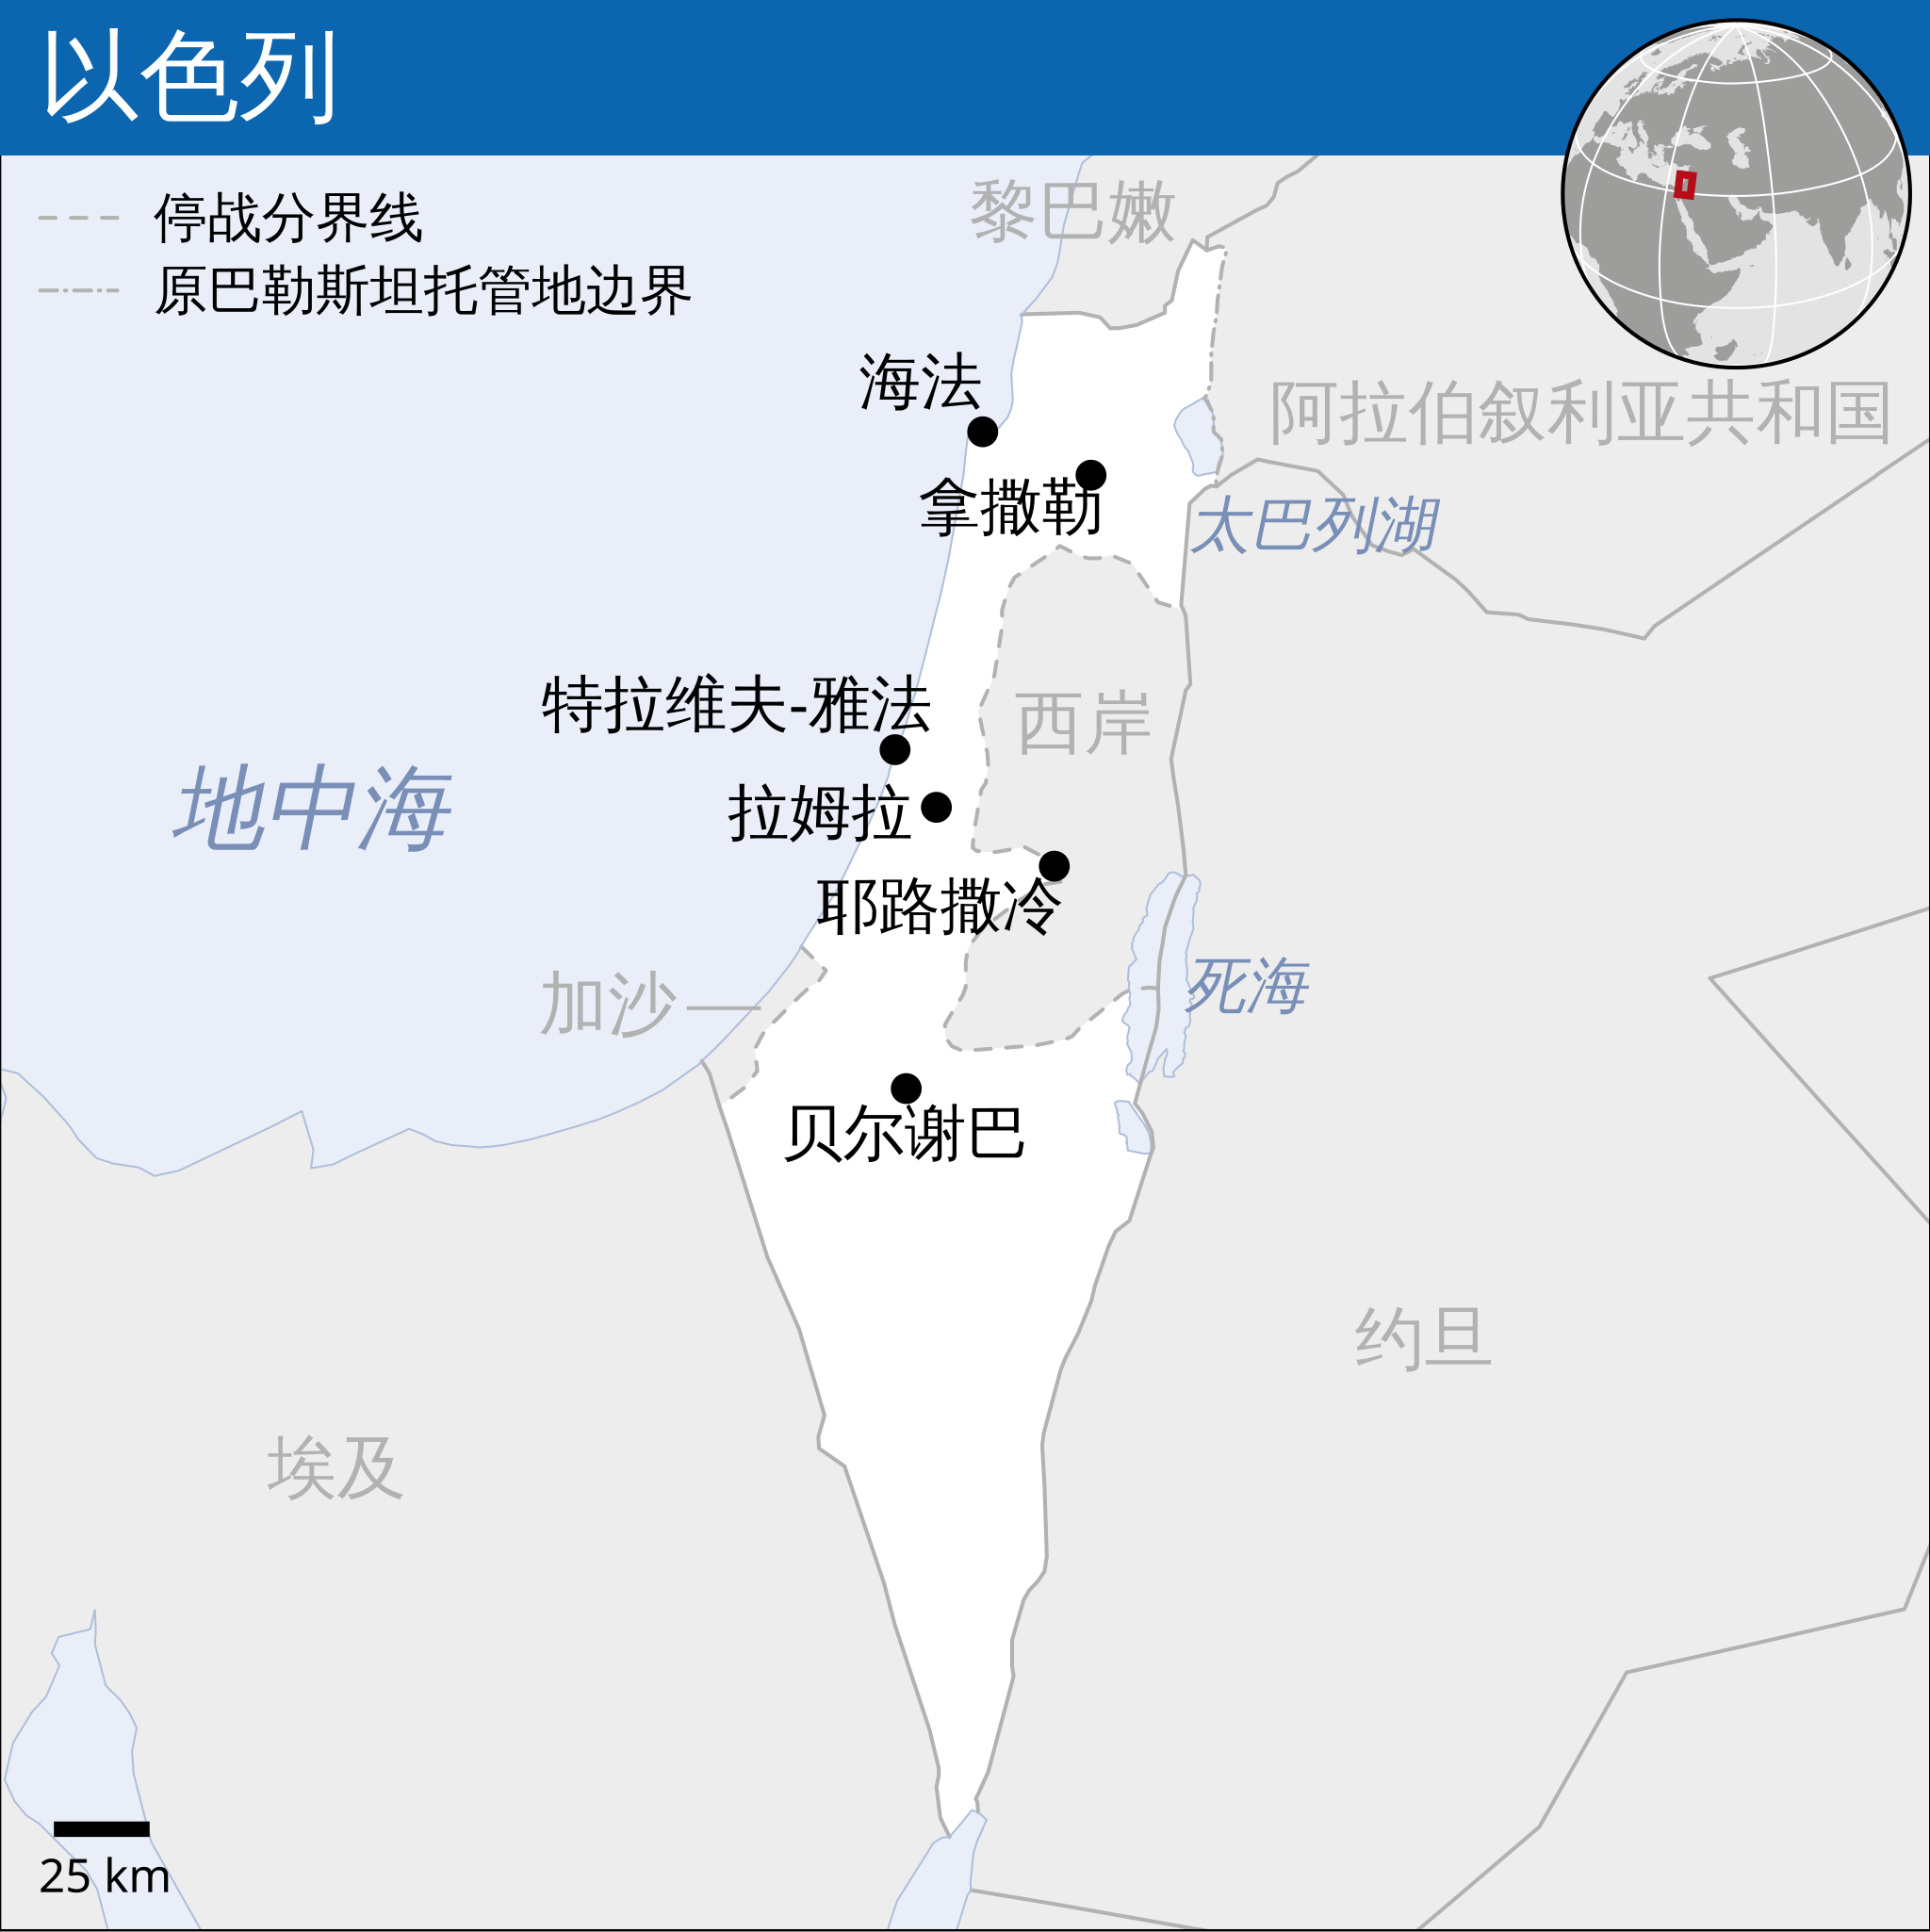 以色列
停战分界线
原巴勒斯坦托管地边界
黎巴嫩
海法
阿拉伯叙利亚共和国
拿撒勒
太巴列湖
特拉维夫-雅法
西岸
地中海
拉姆拉
耶路撒冷
加沙
死海
贝尔谢巴
约旦
埃及
25 km